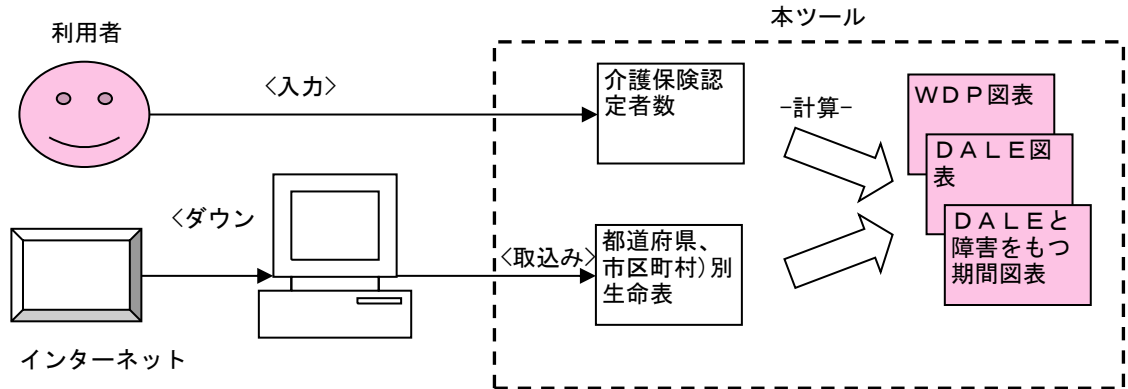 本ツール
利用者
<入力>
介護保険認
定者数
-計算-
ＷＤＰ図表
ＤＡＬＥ図
表
ＤＡＬＥと
障害をもつ
期間図表
<ダウン
<取込み>
都道府県、
市区町村）別
生命表
インターネット